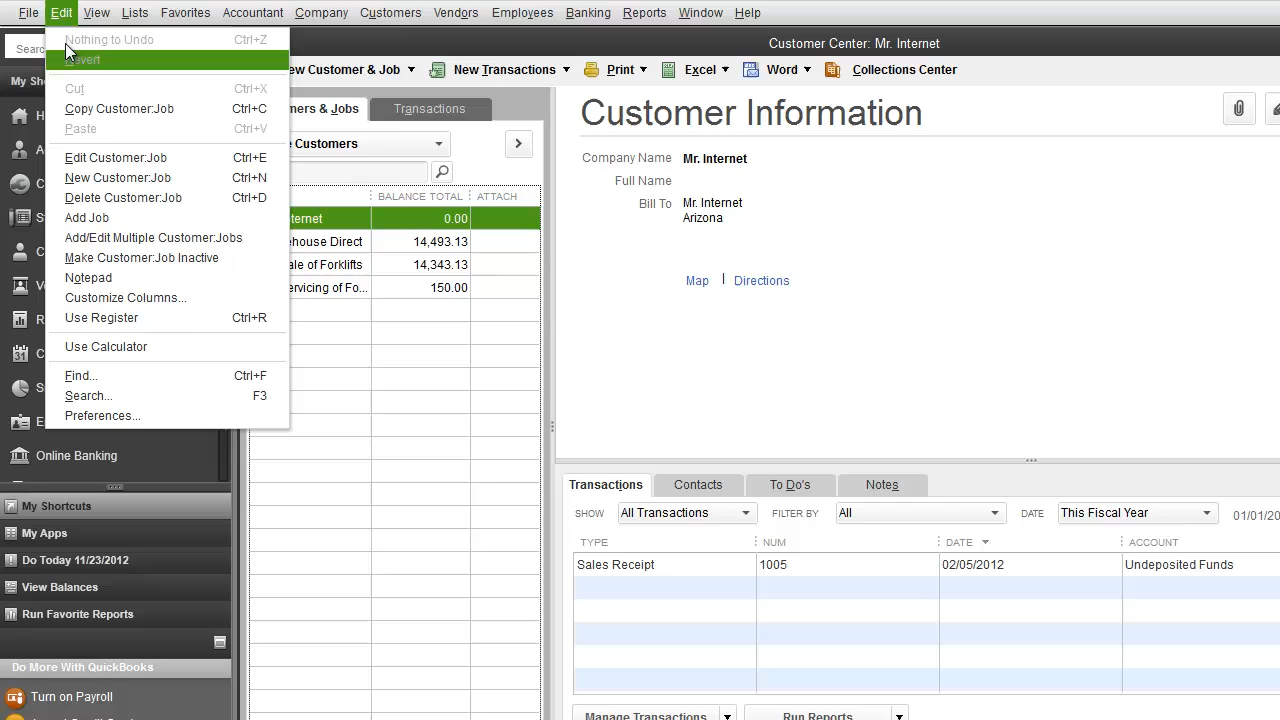 File Edit View Lists Favorites Accountant Company Customers Vendors Employees Banking Reports Window Help
Customer Center: Mr. Internet
Nothing to Undo Ctrl+Z
Cut Ctrl+X
Copy Customer:Job Ctrl+C
Paste Ctrl+V
Edit Customer:Job Ctrl+E
New Customer:Job Ctrl+N
Delete Customer:Job Ctrl+D
Add Job
Add/Edit Multiple Customer:Jobs
Make Customer:Job Inactive
Notepad
Customize Columns...
Use Register Ctrl+R
Use Calculator
Find... Ctrl+F
Search... F3
Preferences...
Searc
My Sho
Online Banking
My Shortcuts
My Apps
Do Today 11/23/2012
View Balances
Run Favorite Reports
Do More With QuickBooks
Turn on Payroll
ew Customer & Job New Transactions Print Excel Word Collections Center
ners & Jobs Transactions
e Customers
BALANCE TOTAL ATTACH
nternet 0.00
ehouse Direct 14,493.13
ale of Forklifts 14,343.13
ervicing of Fo... 150.00
Customer Information
Company Name Mr. Internet
Full Name
Bill To Mr. Internet
Arizona
Map Directions
Transactions Contacts To Do's Notes
SHOW All Transactions FILTER BY All DATE This Fiscal Year 01/01/20
TYPE NUM DATE ACCOUNT
Sales Receipt 1005 02/05/2012 Undeposited Funds
Manage Transactions Run Reports